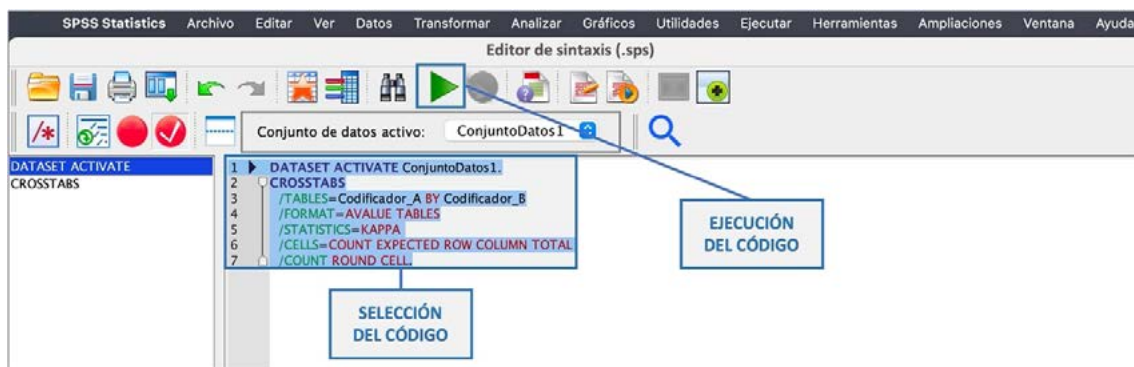 SPSS Statistics Archivo Editar Ver Datos Transformar Analizar Gráficos Utilidades Ejecutar Herramientas Ampliaciones Ventana Ayuda
Editor de sintaxis (.sps)
Conjunto de datos activo: ConjuntoDatos1
DATASET ACTIVATE
CROSSTABS
1 DATASET ACTIVATE ConjuntoDatos1.
2 CROSSTABS
3 /TABLES=Codificador_A BY Codificador_B
4 /FORMAT=AVALUE TABLES
5 /STATISTICS=KAPPA
6 /CELLS=COUNT EXPECTED ROW COLUMN TOTAL
7 /COUNT ROUND CELL.
EJECUCIÓN
DEL CÓDIGO
SELECCIÓN
DEL CÓDIGO